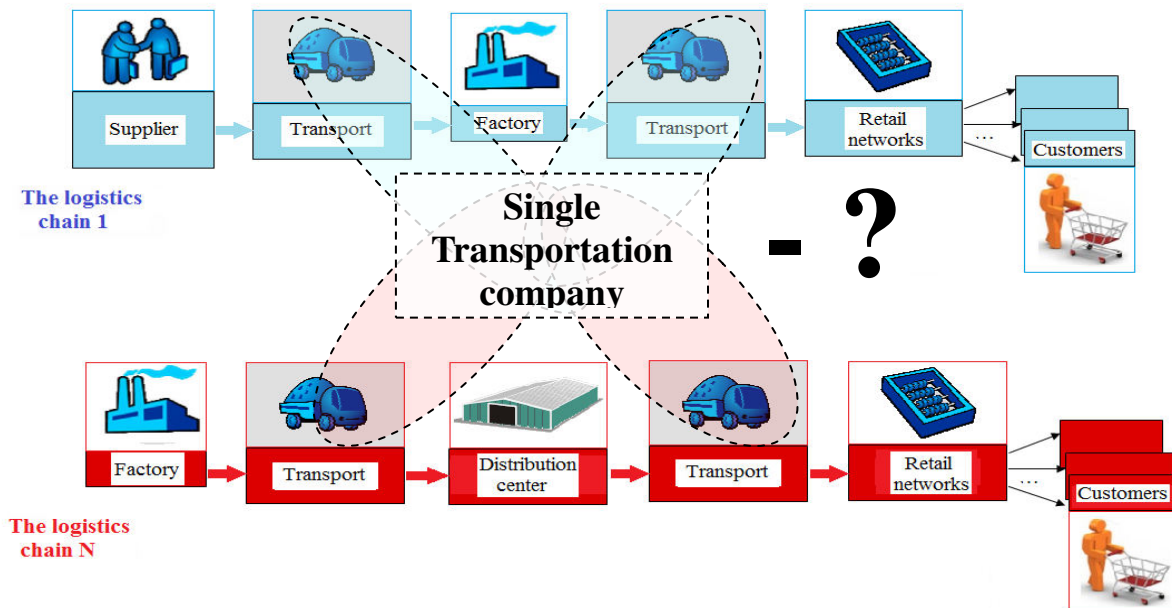 Supplier
Transport
Factory
Transport
Retail
networks
...
Customers
The logistics
chain 1
Single
Transportation
company
- ?
Factory
Transport
Distribution
center
Transport
Retail
networks
...
Customers
The logistics
chain N